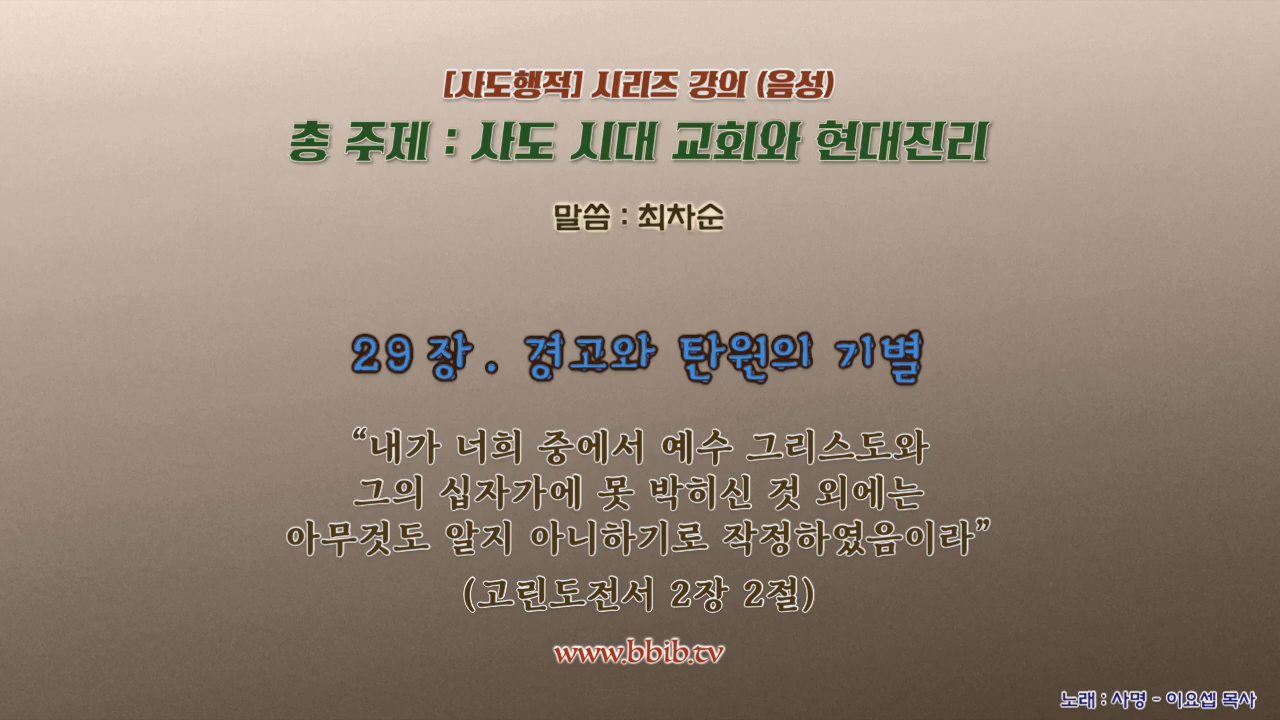 [사도행적] 시리즈 강의 (음성)
총 주제 : 사도 시대 교회와 현대진리
말씀 : 최차순
29장. 경고와 탄원의 기별
“내가 너희 중에서 예수 그리스도와
그의 십자가에 못 박히신 것 외에는
아무것도 알지 아니하기로 작정하였음이라”
(고린도전서 2장 2절)
www.bbib.tv
노래 : 사명 - 이요셉 목사